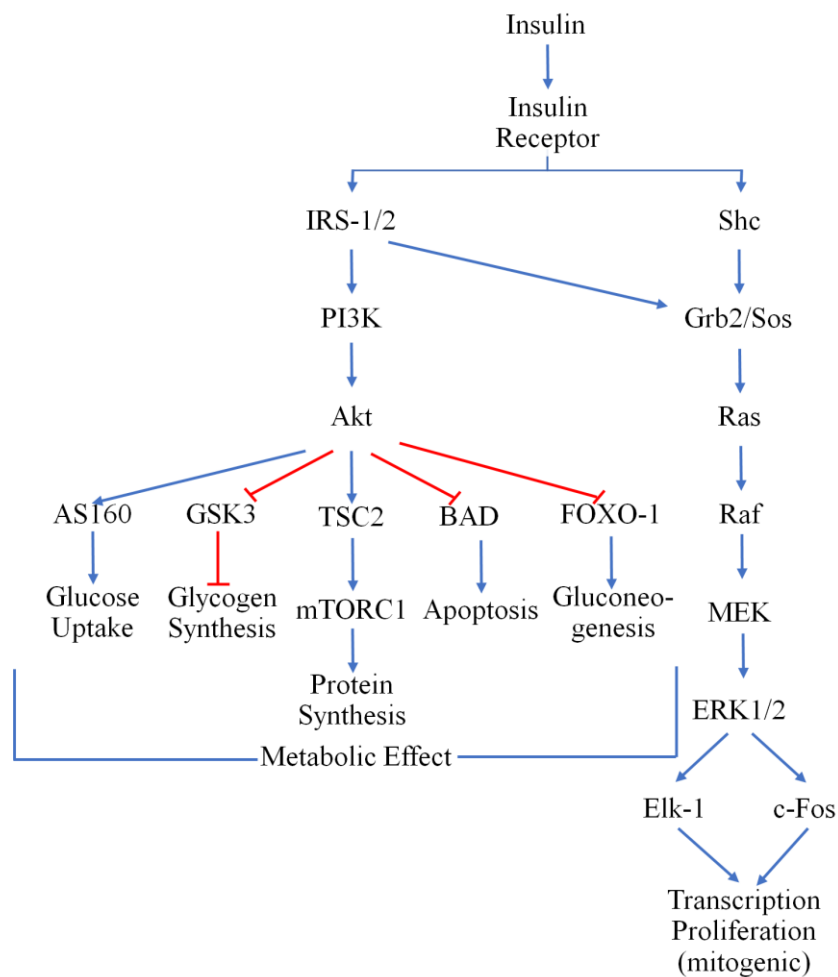 Insulin
Insulin
Receptor
IRS-1/2
Shc
PI3K
Grb2/Sos
Akt
Ras
AS160
GSK3
TSC2
BAD
FOXO-1
Raf
Glucose
Uptake
Glycogen
Synthesis
mTORC1
Apoptosis
Gluconeo-
genesis
MEK
Protein
Synthesis
ERK1/2
Metabolic Effect
Elk-1
c-Fos
Transcription
Proliferation
(mitogenic)